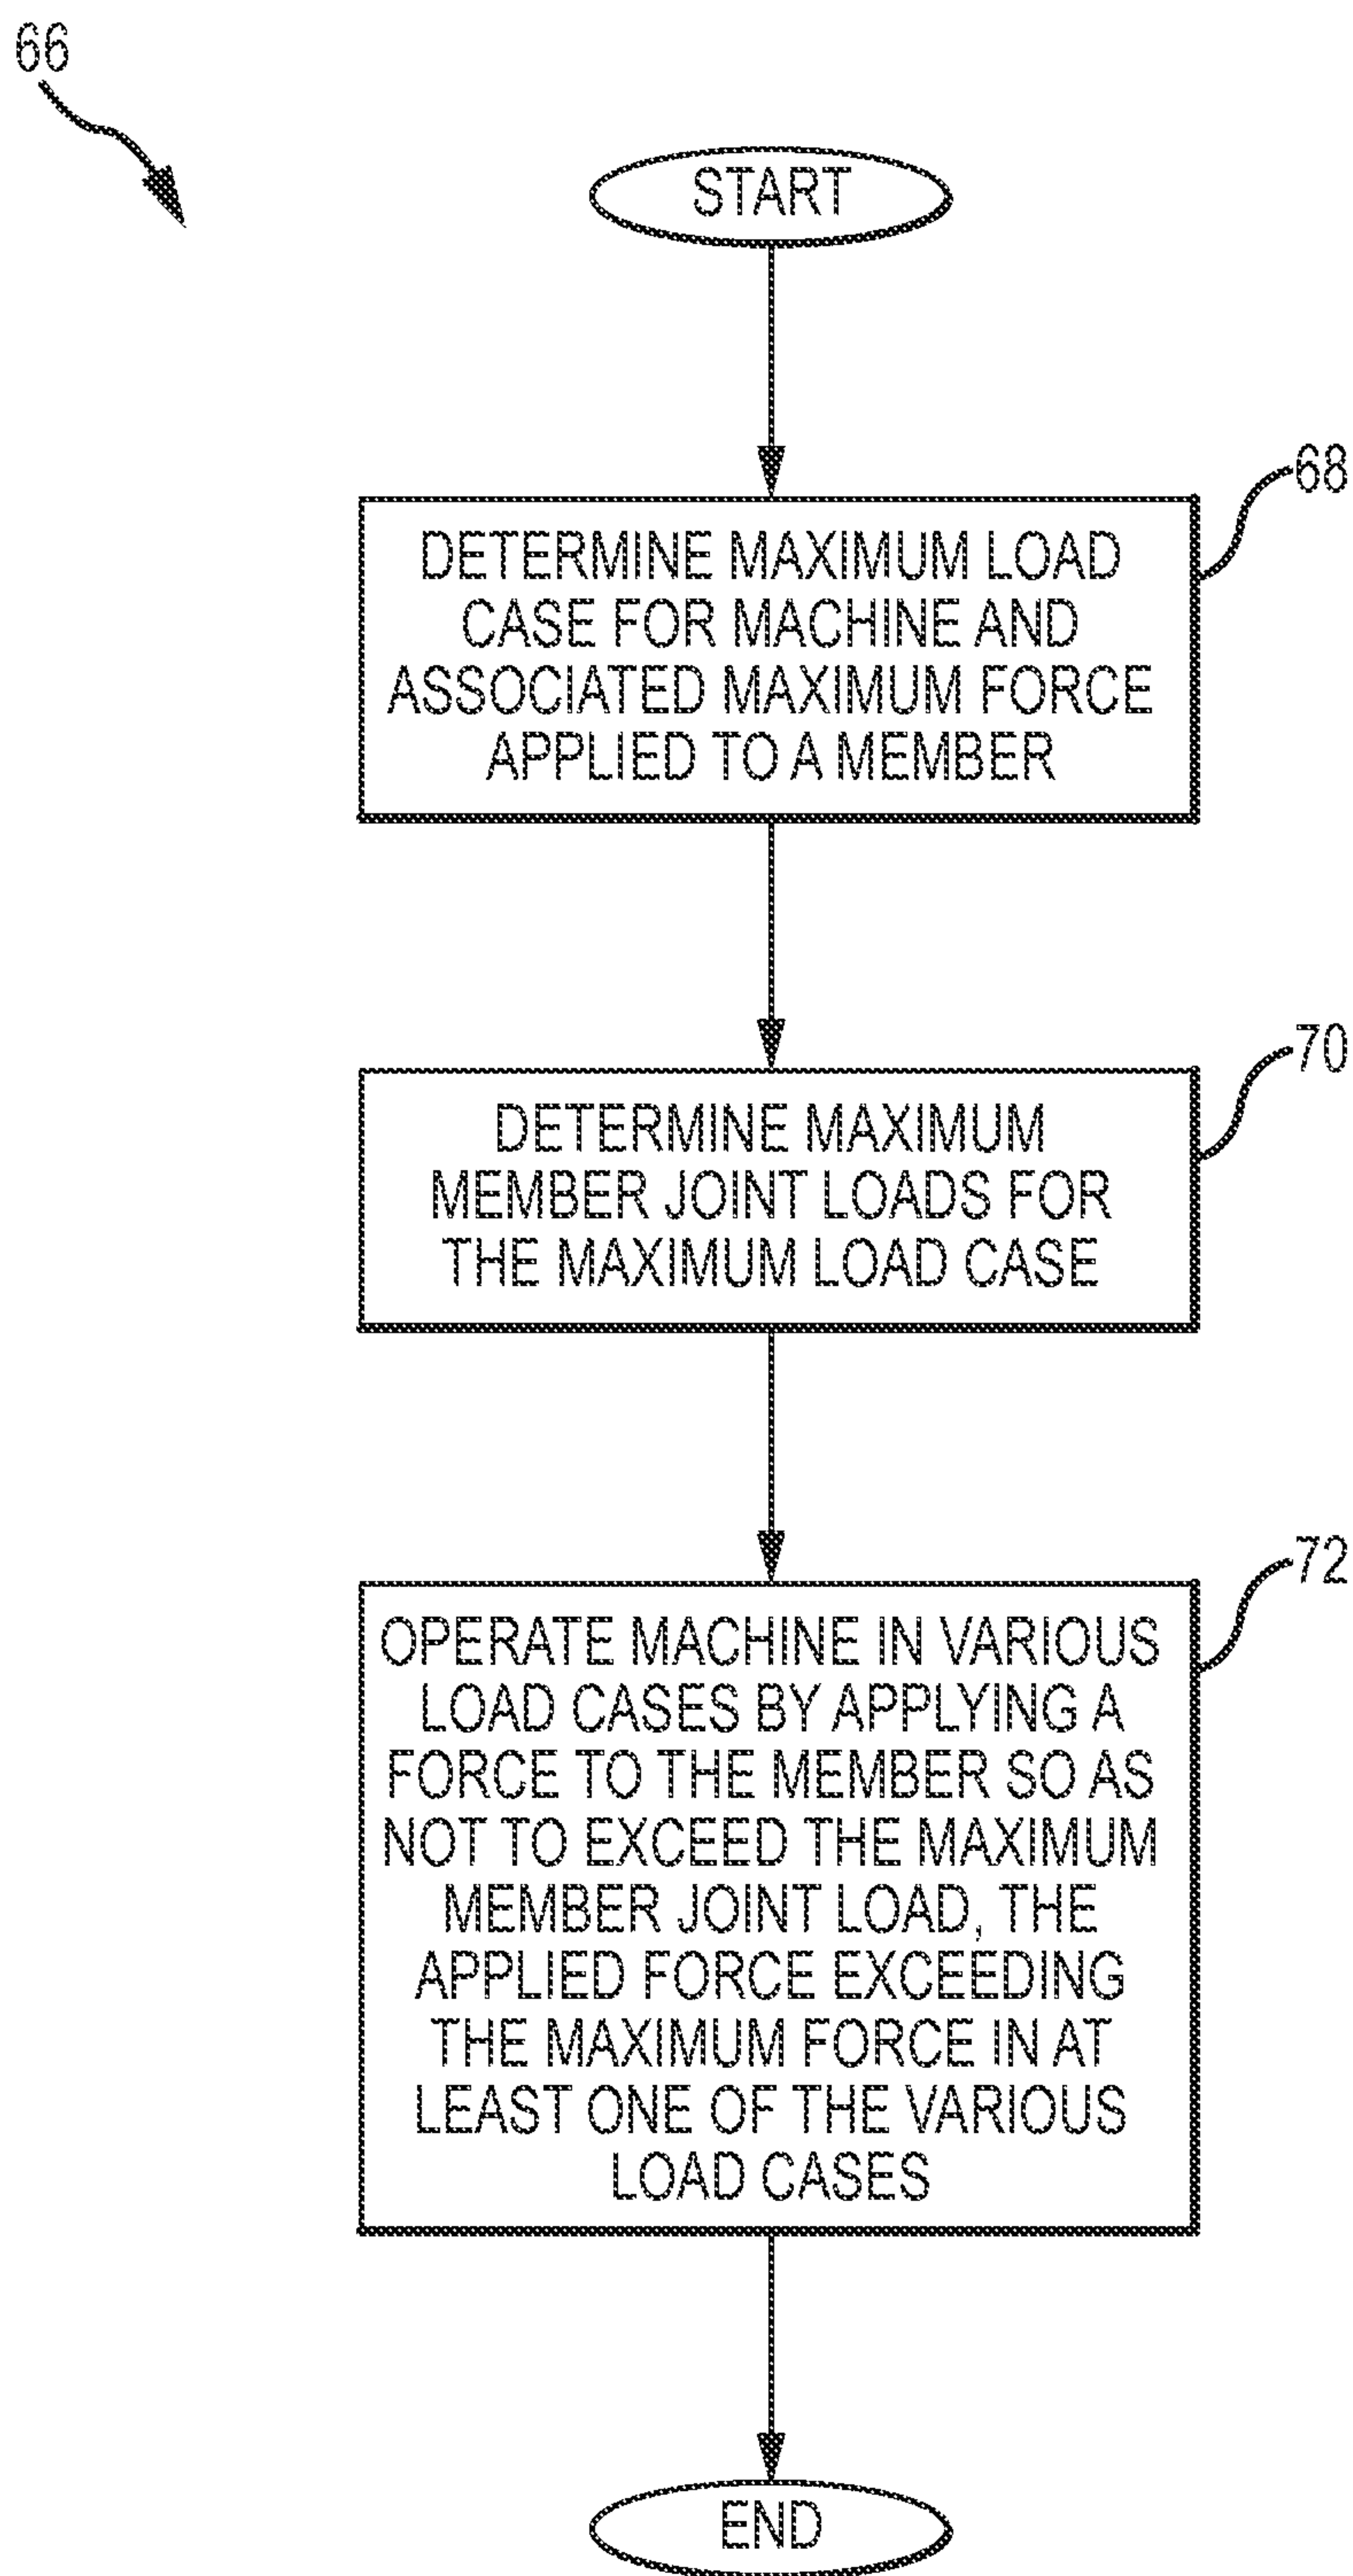 66
START
68
DETERMINE MAXIMUM LOAD
CASE FOR MACHINE AND
ASSOCIATED MAXIMUM FORCE
APPLIED TO A MEMBER
70
DETERMINE MAXIMUM
MEMBER JOINT LOADS FOR
THE MAXIMUM LOAD CASE
72
OPERATE MACHINE IN VARIOUS
LOAD CASES BY APPLYING A
FORCE TO THE MEMBER SO AS
NOT TO EXCEED THE MAXIMUM
MEMBER JOINT LOAD, THE
APPLIED FORCE EXCEEDING
THE MAXIMUM FORCE IN AT
LEAST ONE OF THE VARIOUS
LOAD CASES
END